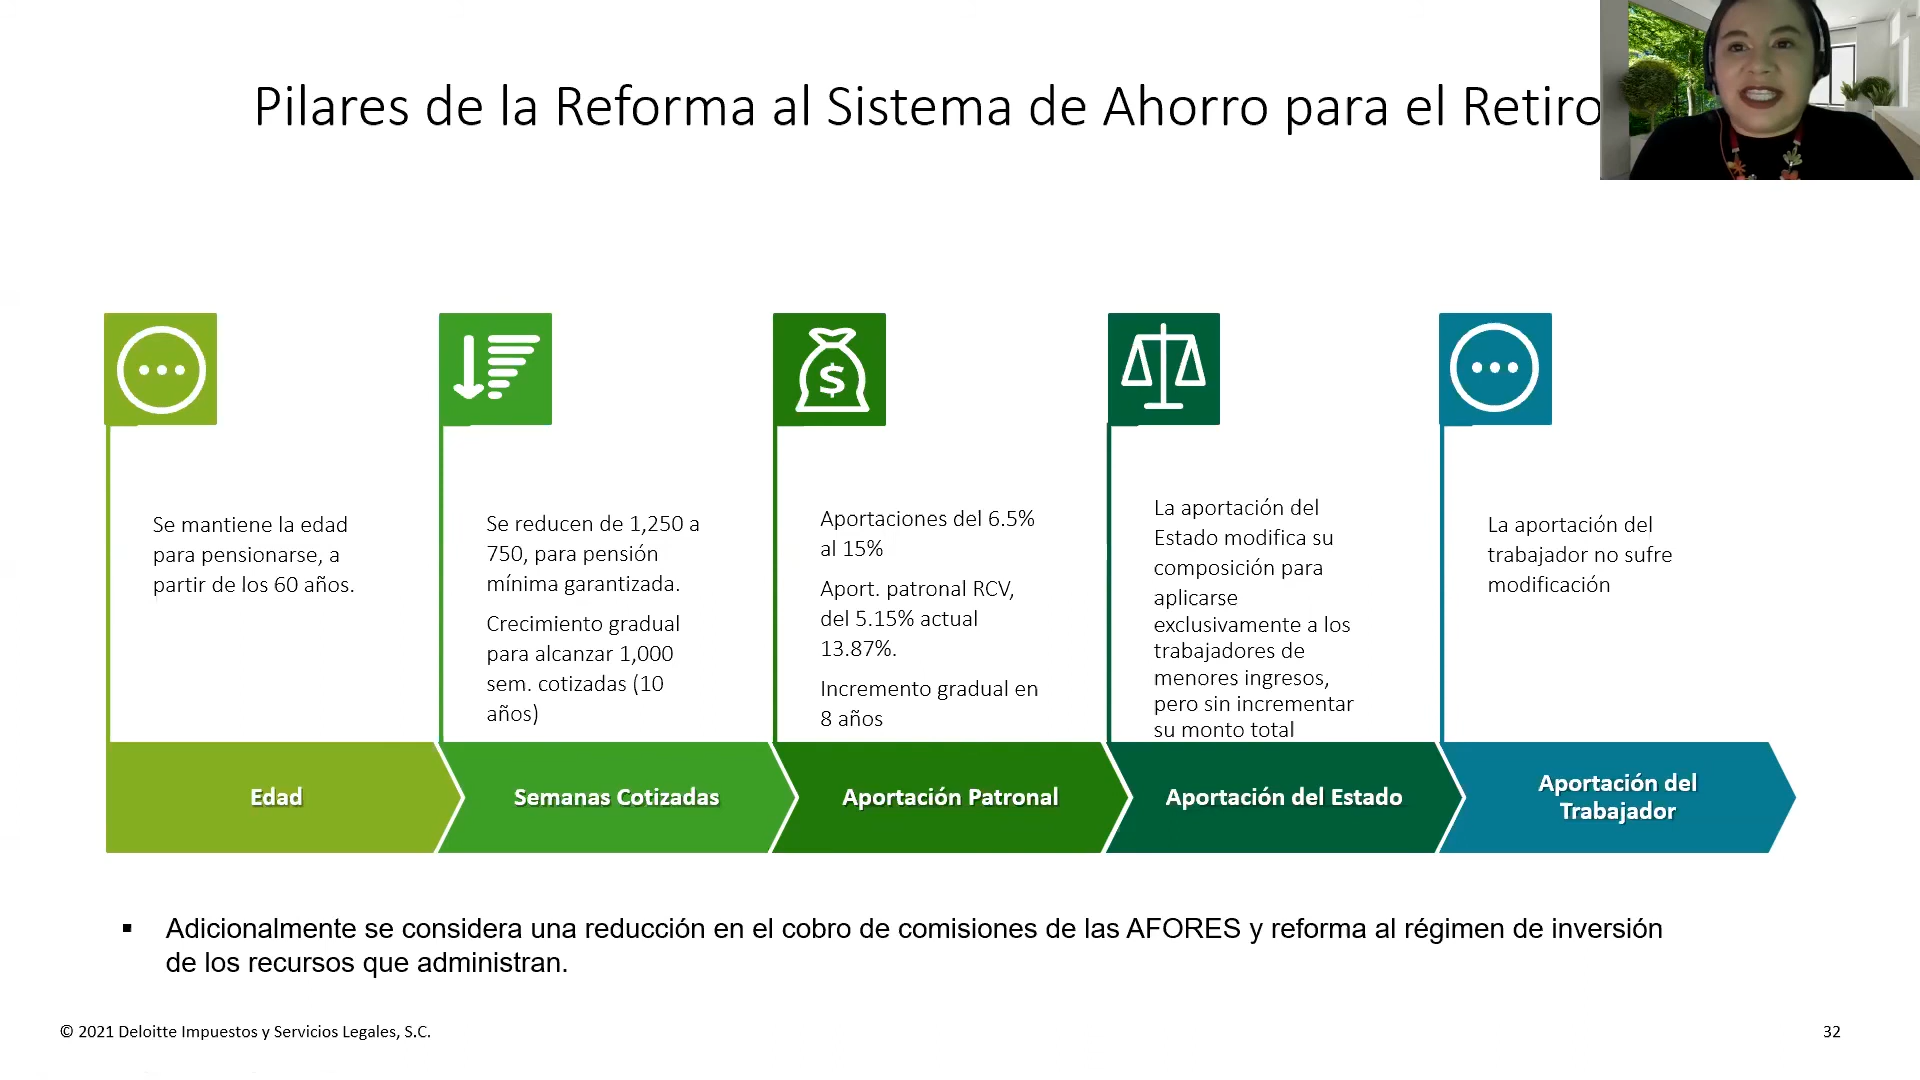 Pilares de la Reforma al Sistema de Ahorro para el Retiro
$
Se mantiene la edad
para pensionarse, a
partir de los 60 años.
Se reducen de 1,250 a
750, para pensión
mínima garantizada.
Crecimiento gradual
para alcanzar 1,000
sem. cotizadas (10
años)
Aportaciones del 6.5%
al 15%
Aport. patronal RCV,
del 5.15% actual
13.87%.
Incremento gradual en
8 años
La aportación del
Estado modifica su
composición para
aplicarse
exclusivamente a los
trabajadores de
menores ingresos,
pero sin incrementar
su monto total
La aportación del
trabajador no sufre
modificación
Edad
Semanas Cotizadas
Aportación Patronal
Aportación del Estado
Aportación del
Trabajador
▪ Adicionalmente se considera una reducción en el cobro de comisiones de las AFORES y reforma al régimen de inversión
de los recursos que administran.
© 2021 Deloitte Impuestos y Servicios Legales, S.C.
32